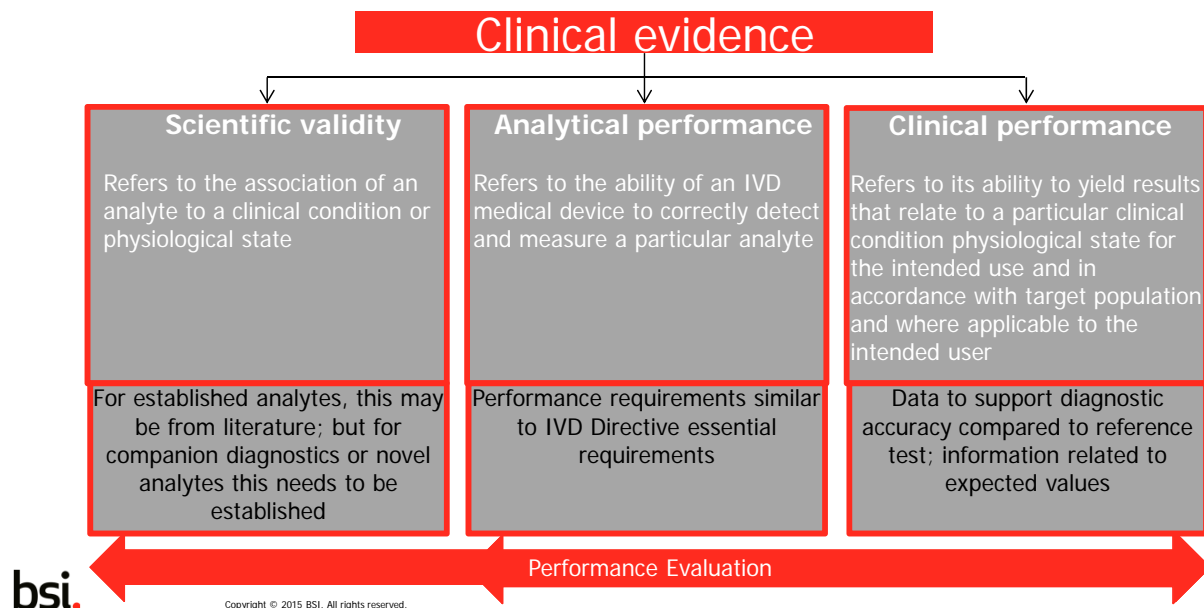 Clinical evidence
Scientific validity
Refers to the association of an
analyte to a clinical condition or
physiological state
For established analytes, this may
be from literature; but for
companion diagnostics or novel
analytes this needs to be
established
Analytical performance
Refers to the ability of an IVD
medical device to correctly detect
and measure a particular analyte
Performance requirements similar
to IVD Directive essential
requirements
Clinical performance
Refers to its ability to yield results
that relate to a particular clinical
condition physiological state for
the intended use and in
accordance with target population
and where applicable to the
intended user
Data to support diagnostic
accuracy compared to reference
test; information related to
expected values
Performance Evaluation
bsi.
Copyright © 2015 BSI. All rights reserved.